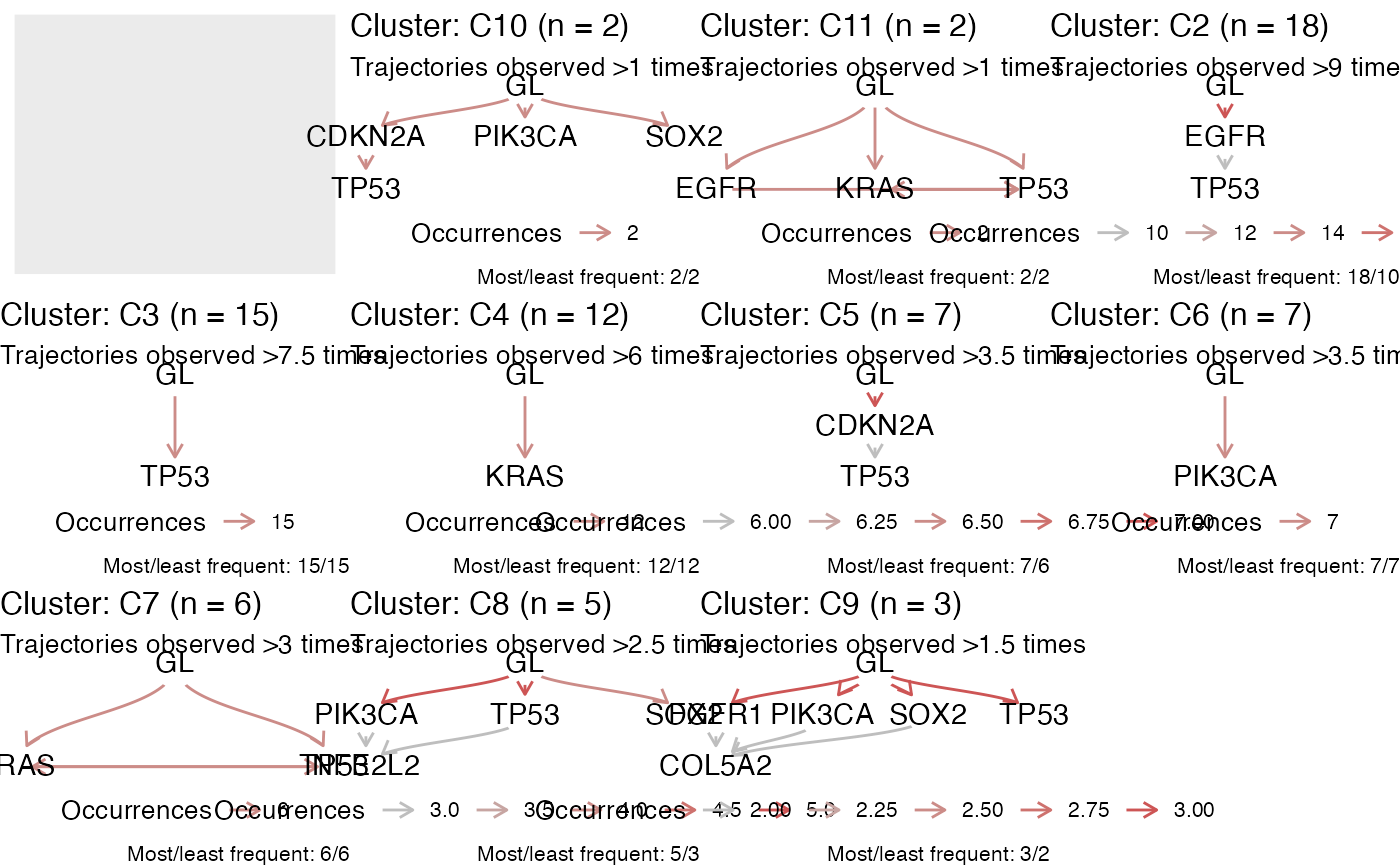 Cluster: C10 (n = 2)
Trajectories observed >1 times
GL
CDKN2A PIK3CA SOX2
TP53
Occurrences 2
Most/least frequent: 2/2
Cluster: C11 (n = 2)
Trajectories observed >1 times
GL
EGFR KRAS TP53
Occurrences 2
Most/least frequent: 2/2
Cluster: C2 (n = 18)
Trajectories observed >9 time
GL
EGFR
TP53
Occurrences 10 12 14
Most/least frequent: 18/10
Cluster: C3 (n = 15)
Trajectories observed >7.5 times
GL
TP53
Occurrences 15
Most/least frequent: 15/15
Cluster: C4 (n = 12)
Trajectories observed >6 times
GL
KRAS
Occurrences 12
Most/least frequent: 12/12
Cluster: C5 (n = 7)
Trajectories observed >3.5 times
GL
CDKN2A
TP53
Occurrences 6.00 6.25 6.50 6.75 7.00
Most/least frequent: 7/6
Cluster: C6 (n = 7)
Trajectories observed >3.5 tim
GL
PIK3CA
Occurrences 7
Most/least frequent: 7/7
Cluster: C7 (n = 6)
Trajectories observed >3 times
GL
RAS TP53
Occurrences 6
Most/least frequent: 6/6
Cluster: C8 (n = 5)
Trajectories observed >2.5 times
GL
PIK3CA TP53 SOX2
NFE2L2
Occurrences 3.0 3.5 4.0 4.5 5.0
Most/least frequent: 5/3
Cluster: C9 (n = 3)
Trajectories observed >1.5 times
GL
FGFR1 PIK3CA SOX2 TP53
COL5A2
Occurrences 2.00 2.25 2.50 2.75 3.00
Most/least frequent: 3/2